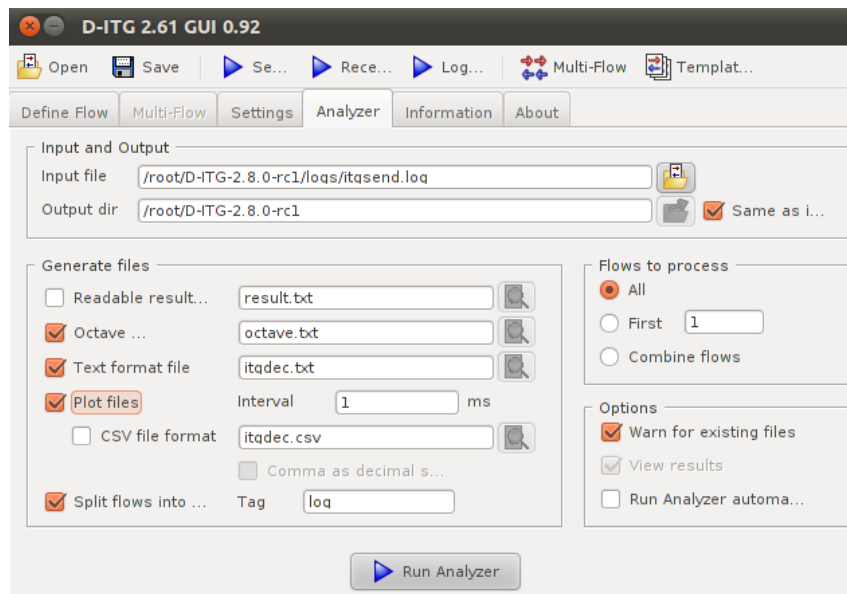 D-ITG 2.61 GUI 0.92
Open Save Se... Rece... Log... Multi-Flow Templat...
Define Flow Multi-Flow Settings Analyzer Information About
Input and Output
Input file /root/D-ITG-2.8.0-rc1/logs/itgsend.log
Output dir /root/D-ITG-2.8.0-rc1 Same as i...
Generate files
Readable result... result.txt
Octave ... octave.txt
Text format file itgdec.txt
Plot files Interval 1 ms
CSV file format itgdec.csv
Comma as decimal s...
Split flows into ... Tag log
Flows to process
All
First 1
Combine flows
Options
Warn for existing files
View results
Run Analyzer automa...
Run Analyzer